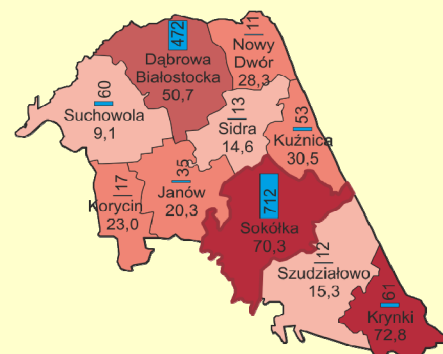 472
Dąbrowa
Białostocka
50,7
11
Nowy
Dwór
28,3
60
Suchowola
9,1
13
Sidra
14,6
53
Kuźnica
30,5
17
Korycin
23,0
35
Janów
20,3
712
Sokółka
70,3
12
Szudziałowo
15,3
61
Krynki
72,8